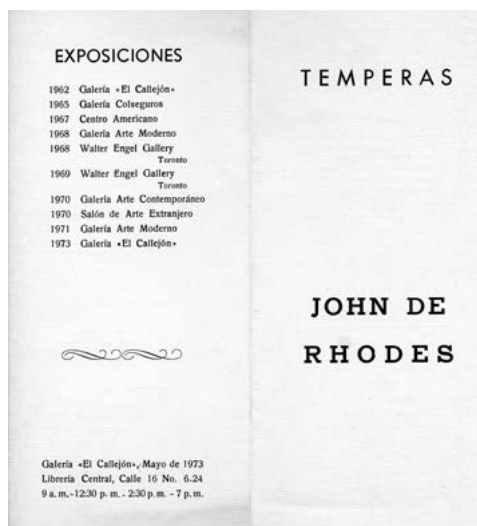 EXPOSICIONES
1962 Galería «El Callejón»
1965 Galería Colseguros
1967 Centro Americano
1968 Galería Arte Moderno
1968 Walter Engel Gallery
Toronto
1969 Walter Engel Gallery
Toronto
1970 Galería Arte Contemporáneo
1970 Salón de Arte Extranjero
1971 Galería Arte Moderno
1973 Galería «El Callejón»
Galería «El Callejón», Mayo de 1973
Librería Central, Calle 16 No. 6-24
9 a. m.-12:30 p. m. - 2:30 p. m. - 7 p. m.
TEMPERAS
JOHN DE
RHODES